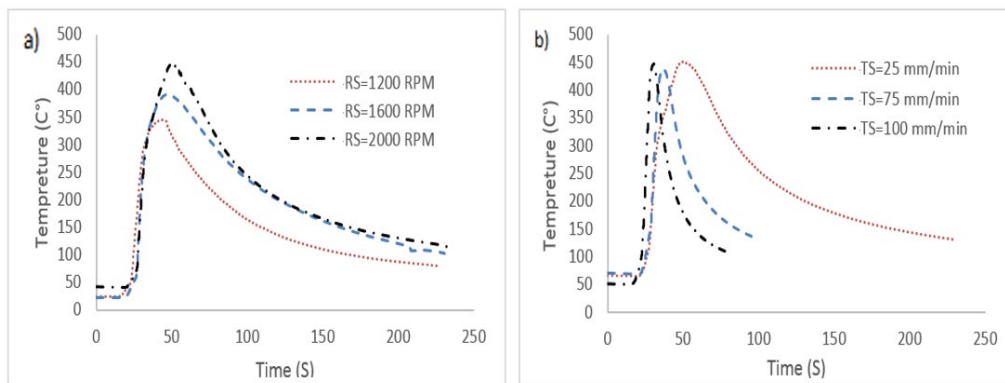 a)
500
450
400
350
300
250
200
150
100
50
0
Tempreture (C°)
RS=1200 RPM
RS=1600 RPM
RS=2000 RPM
0 50 100 150 200 250
Time (S)
b)
500
450
400
350
300
250
200
150
100
50
0
Tempreture (C°)
TS=25 mm/min
TS=75 mm/min
TS=100 mm/min
0 50 100 150 200 250
Time (S)